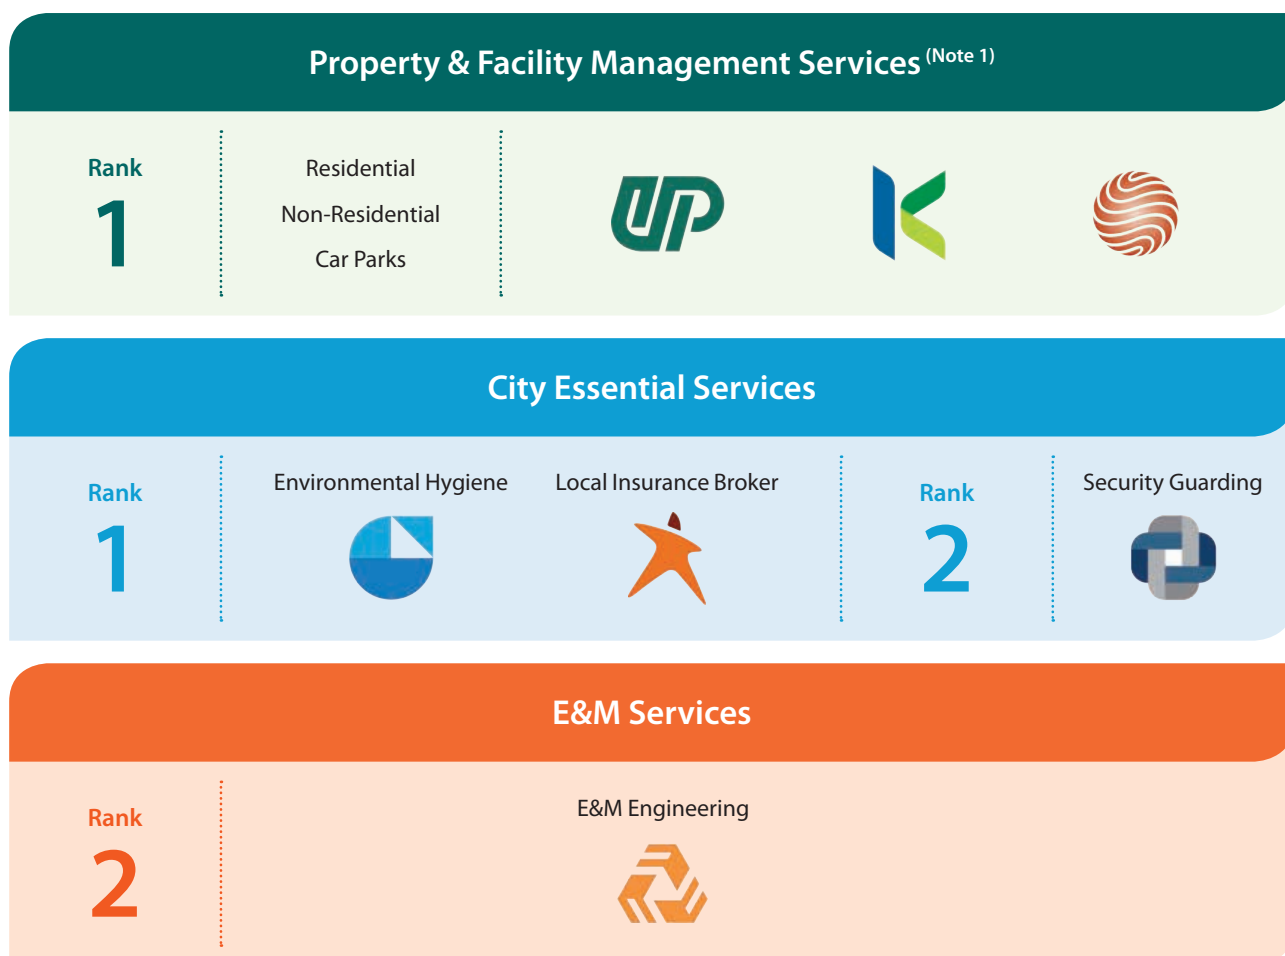 Property & Facility Management Services (Note 1)
Rank
1
Residential
Non-Residential
Car Parks
UP
K
City Essential Services
Rank
1
Environmental Hygiene
Local Insurance Broker
Rank
2
Security Guarding
E&M Services
Rank
2
E&M Engineering